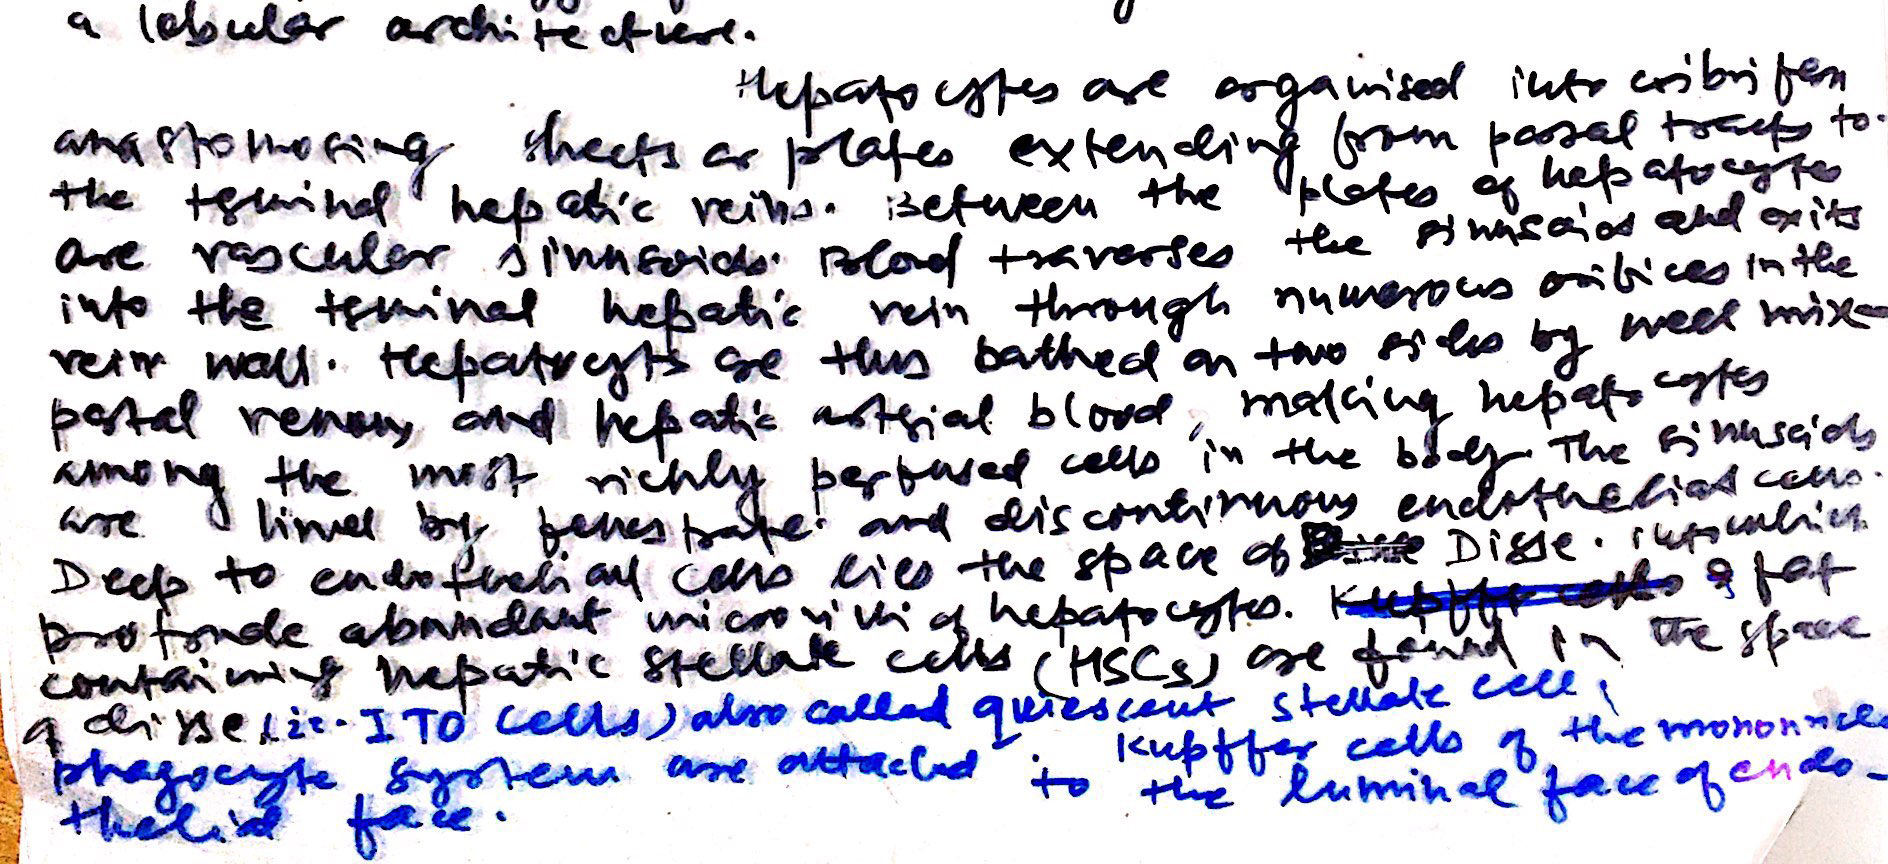 a lobular architecture.
Hepatocytes are organised into cribriform
anastomosing sheets or plates extending from portal tracts to
the terminal hepatic veins. Between the plates of hepatocytes
are vascular sinusoids. Blood traverses the sinusoids and exits
into the terminal hepatic vein through numerous orifices in the
vein wall. Hepatocytes are thus bathed on two sides by well mix-
portal venous and hepatic arterial blood, making hepatocytes
among the most richly perfused cells in the body. The sinusoids
are lined by fenestrate and discontinuous endothelial cells.
Deep to endothelial cells lies the space of Disse. into which
protrude abundant microvilli of hepatocytes. fat
containing hepatic stellate cells (HSCs) are found in the space
of disse (ie. ITO cells) also called quiescent stellate cell.
Kupffer cells of the mononucle
phagocyte system are attached to the luminal face of endo-
thelial face.